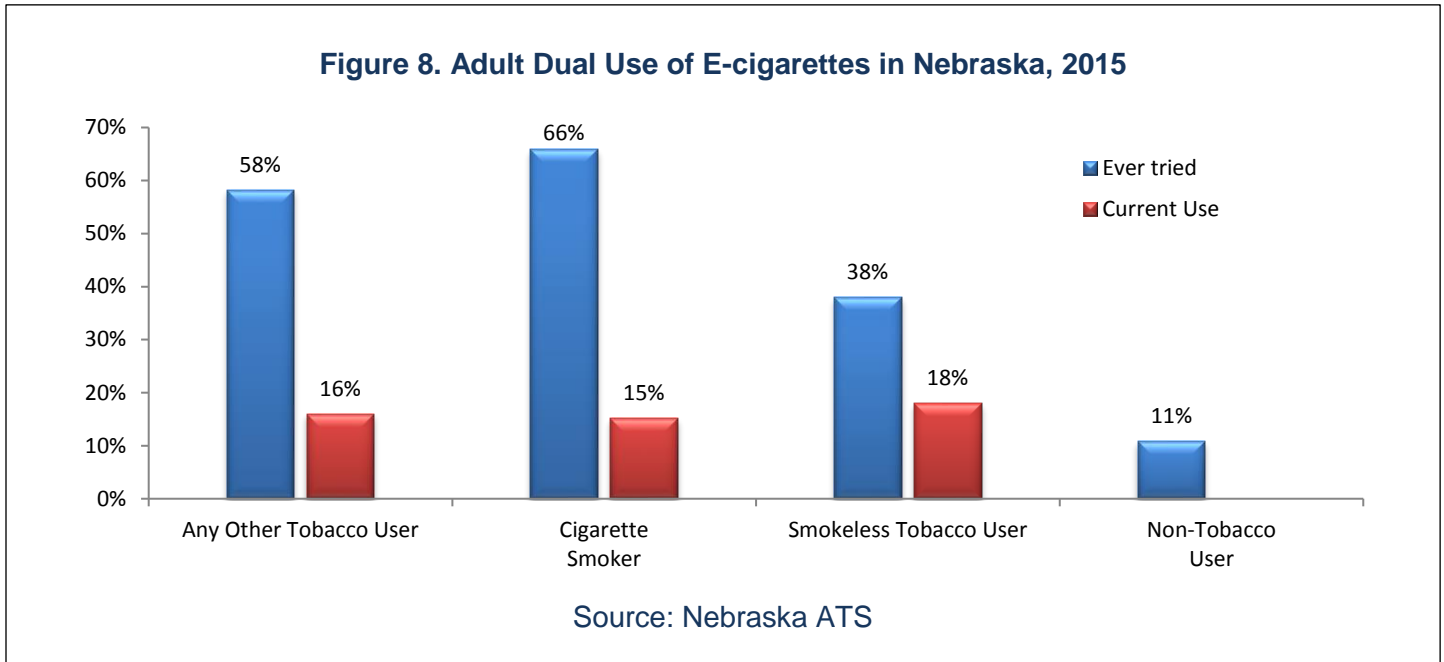 Figure 8. Adult Dual Use of E-cigarettes in Nebraska, 2015
70%
60%
50%
40%
30%
20%
10%
0%
58%
16%
66%
15%
38%
18%
11%
Ever tried
Current Use
Any Other Tobacco User
Cigarette
Smoker
Smokeless Tobacco User
Non-Tobacco
User
Source: Nebraska ATS